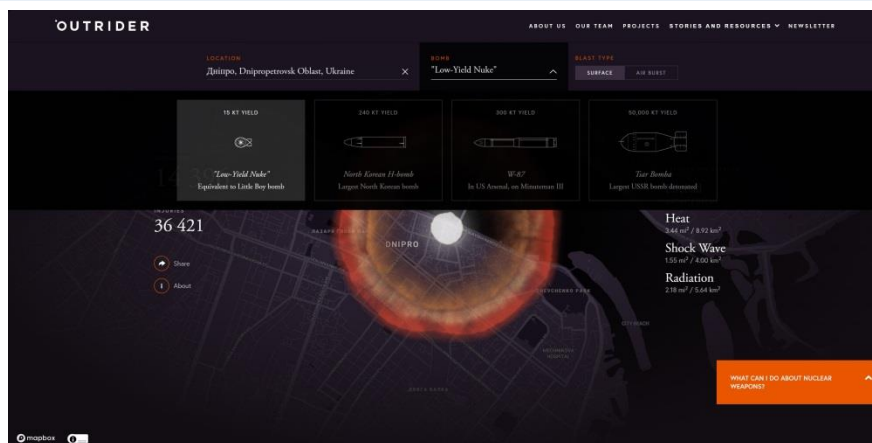 OUTRIDER
ABOUT US OUR TEAM PROJECTS STORIES AND RESOURCES NEWSLETTER
LOCATION
Дніпро, Dnipropetrovsk Oblast, Ukraine
BOMB
"Low-Yield Nuke"
BLAST TYPE
SURFACE AIR BURST
15 KT YIELD
"Low-Yield Nuke"
Equivalent to Little Boy bomb
240 KT YIELD
North Korean H-bomb
Largest North Korean bomb
300 KT YIELD
W-87
In US Arsenal, on Minuteman III
50,000 KT YIELD
Tsar Bomba
Largest USSR bomb detonated
INJURIES
36 421
Share
About
DNIPRO
SHEVCHENKO PARK
CITY BEACH
Heat
3.44 mi² / 8.92 km²
Shock Wave
1.55 mi² / 4.00 km²
Radiation
2.18 mi² / 5.64 km²
WHAT CAN I DO ABOUT NUCLEAR
WEAPONS?
mapbox